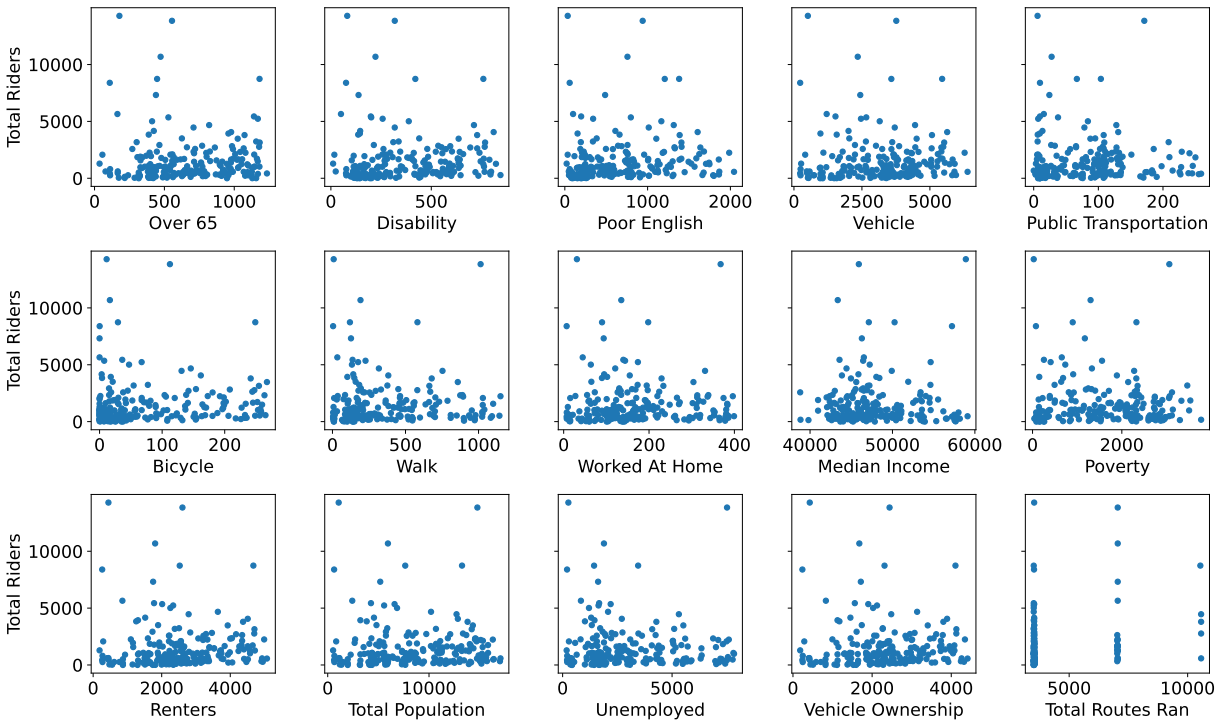 Total Riders
10000
5000
0
0 500 1000
Over 65
0 500
Disability
0 1000 2000
Poor English
0 2500 5000
Vehicle
0 100 200
Public Transportation
Total Riders
10000
5000
0
0 100 200
Bicycle
0 500 1000
Walk
0 200 400
Worked At Home
40000 50000 60000
Median Income
0 2000
Poverty
Total Riders
10000
5000
0
0 2000 4000
Renters
0 10000
Total Population
0 5000
Unemployed
0 2000 4000
Vehicle Ownership
5000 10000
Total Routes Ran